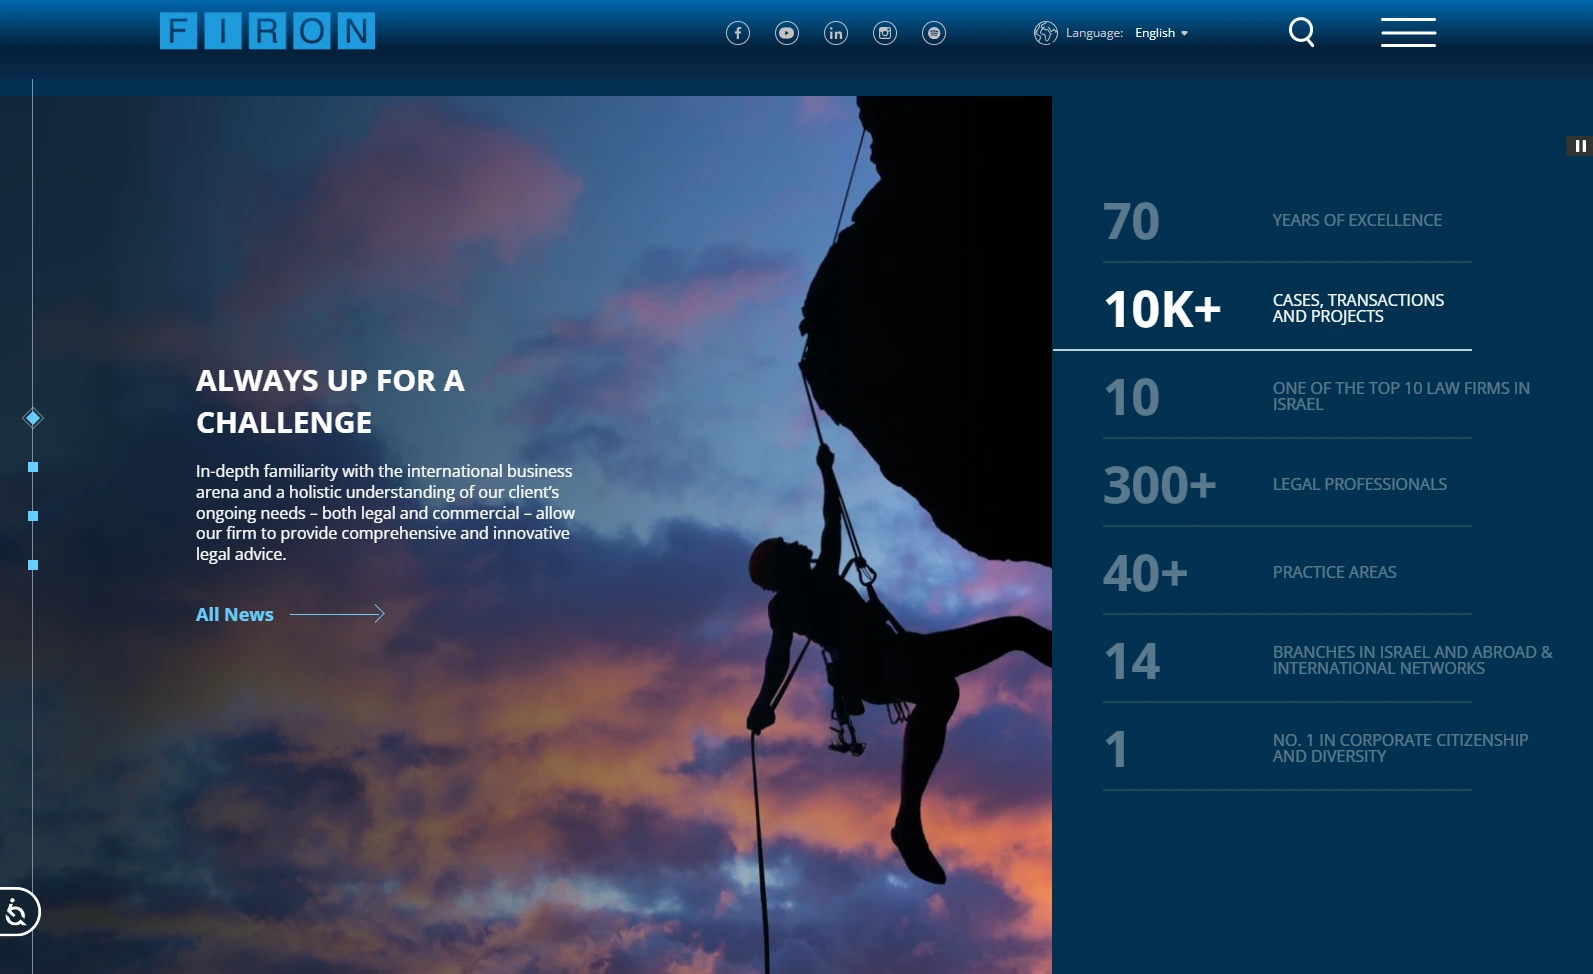 FIRON
Language: English
ALWAYS UP FOR A
CHALLENGE
In-depth familiarity with the international business
arena and a holistic understanding of our client’s
ongoing needs – both legal and commercial – allow
our firm to provide comprehensive and innovative
legal advice.
All News
70 YEARS OF EXCELLENCE
10K+ CASES, TRANSACTIONS
AND PROJECTS
10 ONE OF THE TOP 10 LAW FIRMS IN
ISRAEL
300+ LEGAL PROFESSIONALS
40+ PRACTICE AREAS
14 BRANCHES IN ISRAEL AND ABROAD &
INTERNATIONAL NETWORKS
1 NO. 1 IN CORPORATE CITIZENSHIP
AND DIVERSITY